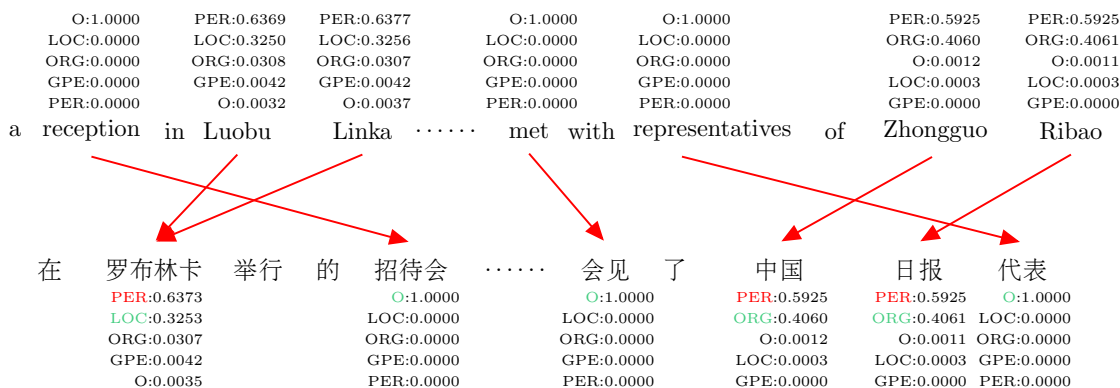 O:1.0000 PER:0.6369 PER:0.6377 O:1.0000 O:1.0000 PER:0.5925 PER:0.5925
LOC:0.0000 LOC:0.3250 LOC:0.3256 LOC:0.0000 LOC:0.0000 ORG:0.4060 ORG:0.4061
ORG:0.0000 ORG:0.0308 ORG:0.0307 ORG:0.0000 ORG:0.0000 O:0.0012 O:0.0011
GPE:0.0000 GPE:0.0042 GPE:0.0042 GPE:0.0000 GPE:0.0000 LOC:0.0003 LOC:0.0003
PER:0.0000 O:0.0032 O:0.0037 PER:0.0000 PER:0.0000 GPE:0.0000 GPE:0.0000
a reception in Luobu Linka ⋯⋯ met with representatives of Zhongguo Ribao
在 罗布林卡 举行 的 招待会 ⋯⋯ 会见 了 中国 日报 代表
PER:0.6373 O:1.0000 O:1.0000 PER:0.5925 PER:0.5925 O:1.0000
LOC:0.3253 LOC:0.0000 LOC:0.0000 ORG:0.4060 ORG:0.4061 LOC:0.0000
ORG:0.0307 ORG:0.0000 ORG:0.0000 O:0.0012 O:0.0011 ORG:0.0000
GPE:0.0042 GPE:0.0000 GPE:0.0000 LOC:0.0003 LOC:0.0003 GPE:0.0000
O:0.0035 PER:0.0000 PER:0.0000 GPE:0.0000 GPE:0.0000 PER:0.0000